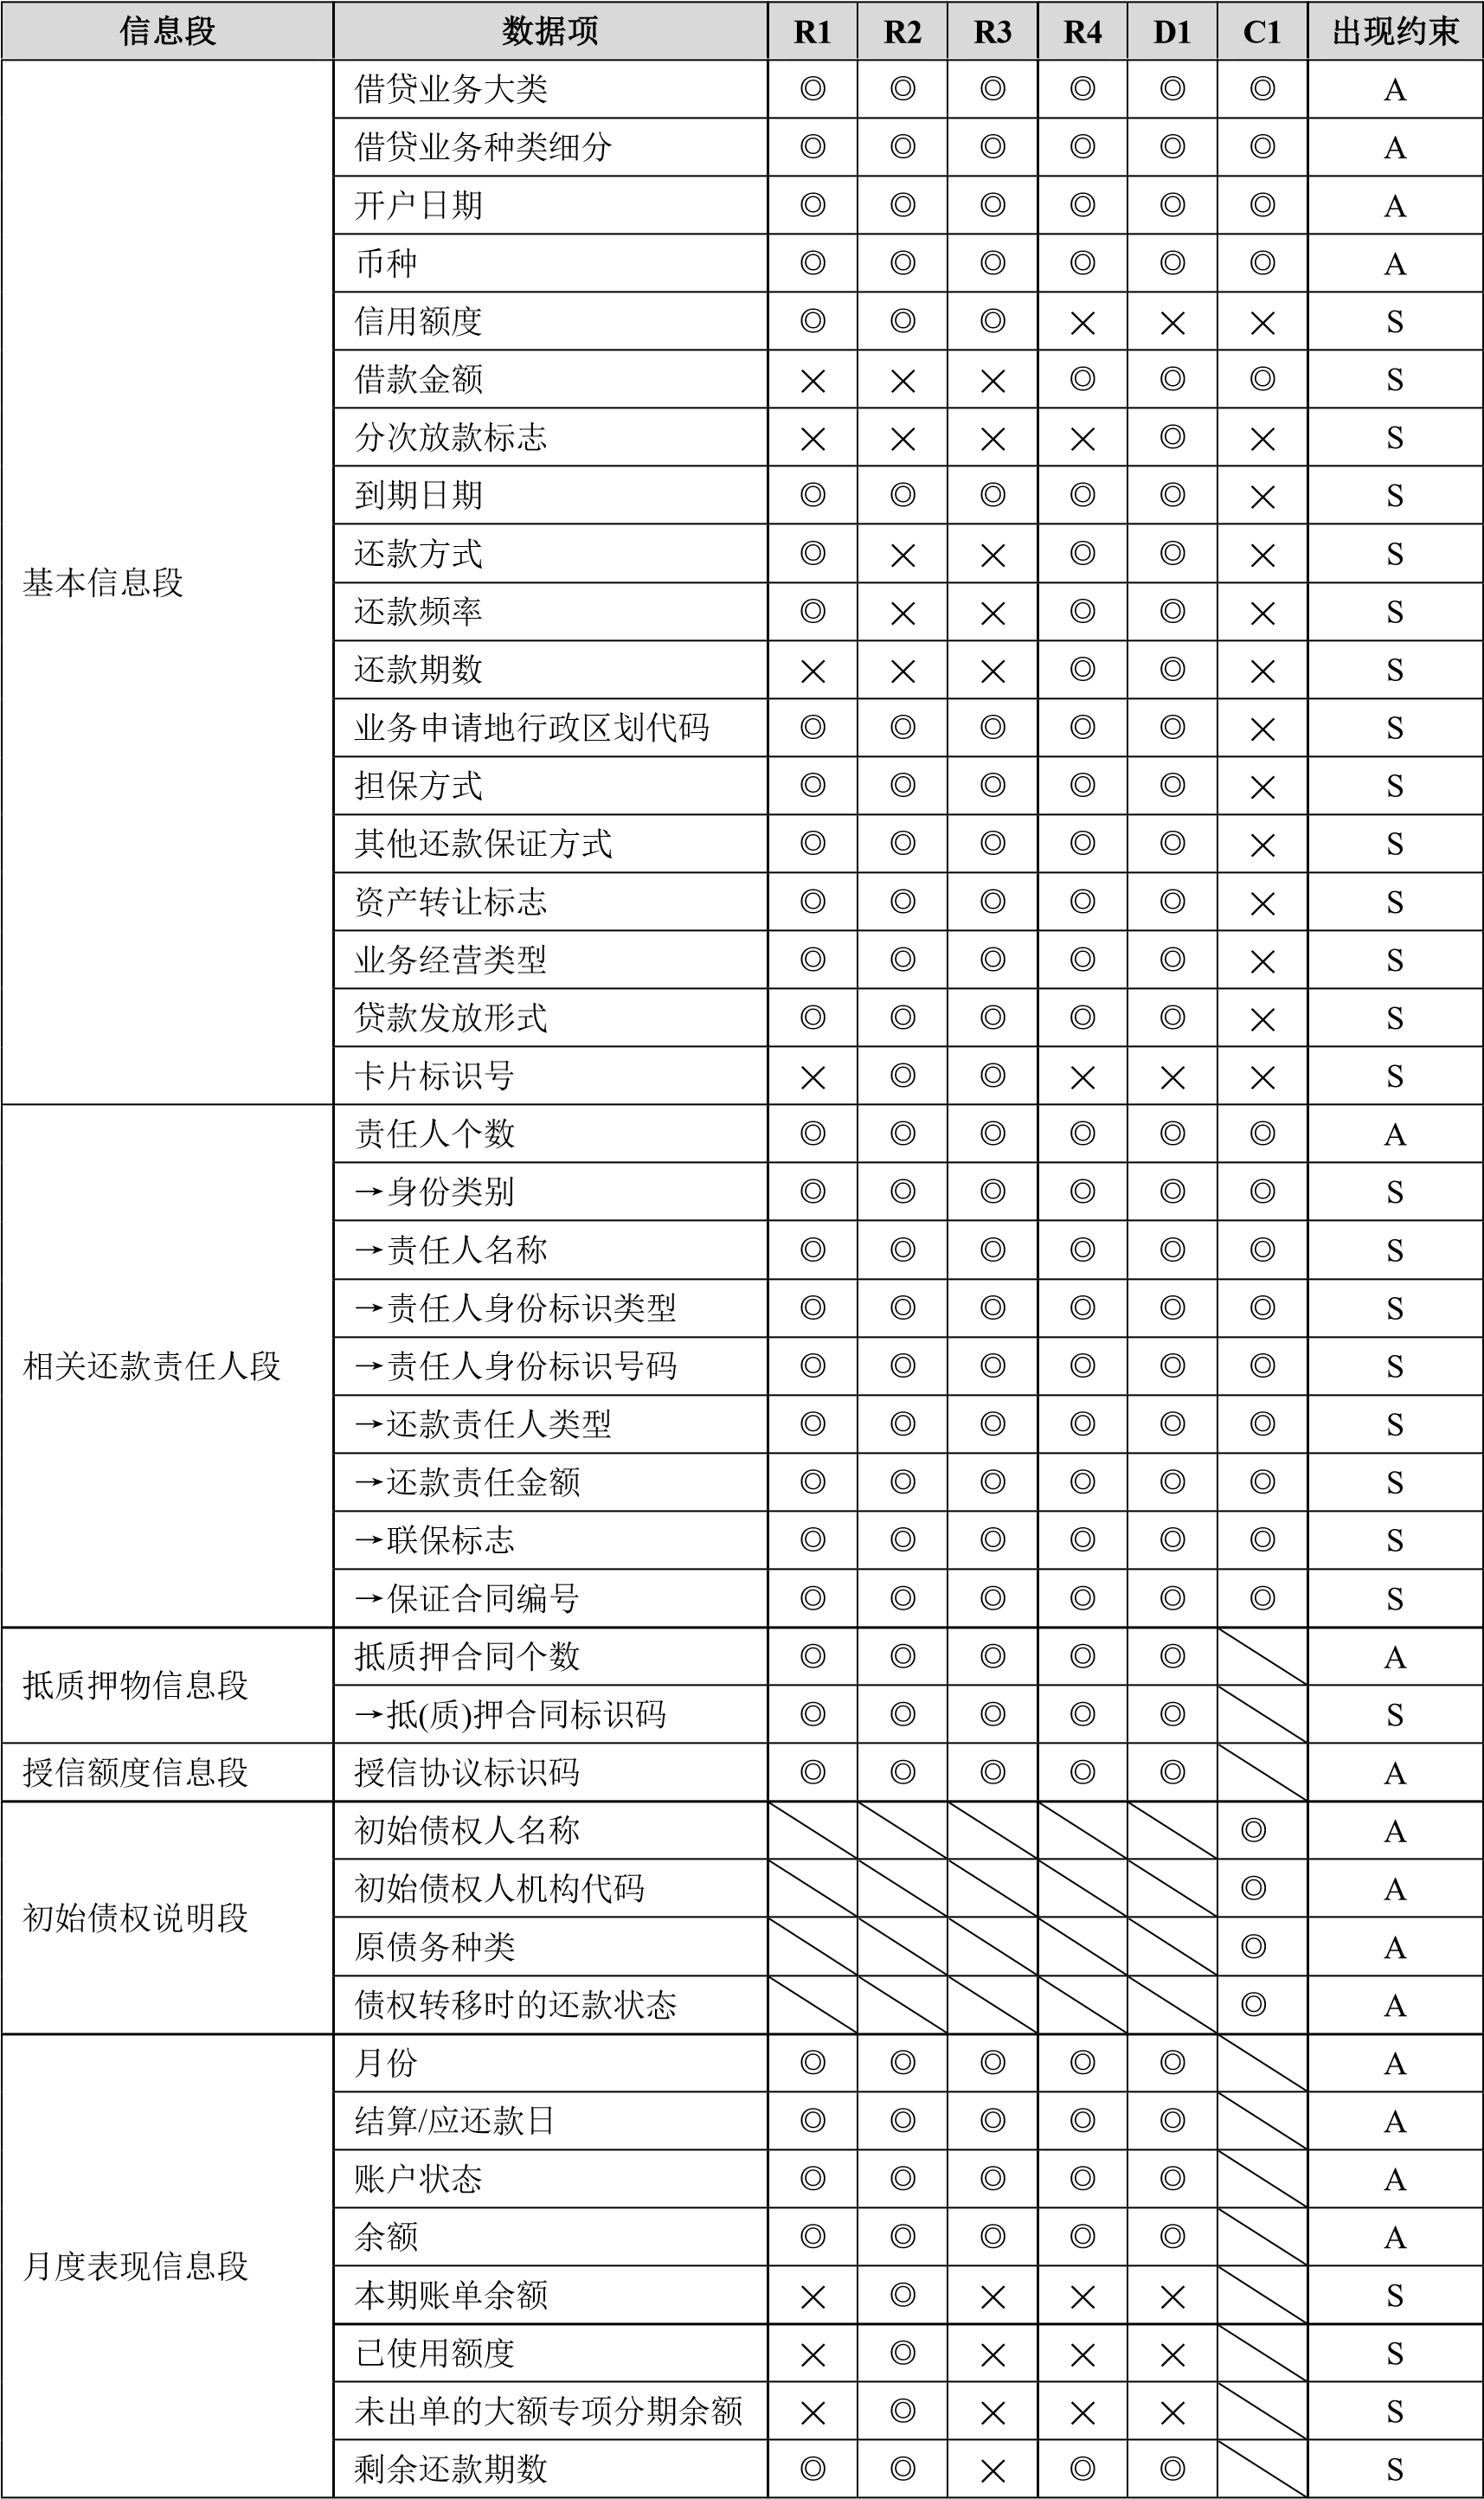 信息段 数据项 R1 R2 R3 R4 D1 C1 出现约束
基本信息段
借贷业务大类 ◎ ◎ ◎ ◎ ◎ ◎ A
借贷业务种类细分 ◎ ◎ ◎ ◎ ◎ ◎ A
开户日期 ◎ ◎ ◎ ◎ ◎ ◎ A
币种 ◎ ◎ ◎ ◎ ◎ ◎ A
信用额度 ◎ ◎ ◎ × × × S
借款金额 × × × ◎ ◎ ◎ S
分次放款标志 × × × × ◎ × S
到期日期 ◎ ◎ ◎ ◎ ◎ × S
还款方式 ◎ × × ◎ ◎ × S
还款频率 ◎ × × ◎ ◎ × S
还款期数 × × × ◎ ◎ × S
业务申请地行政区划代码 ◎ ◎ ◎ ◎ ◎ × S
担保方式 ◎ ◎ ◎ ◎ ◎ × S
其他还款保证方式 ◎ ◎ ◎ ◎ ◎ × S
资产转让标志 ◎ ◎ ◎ ◎ ◎ × S
业务经营类型 ◎ ◎ ◎ ◎ ◎ × S
贷款发放形式 ◎ ◎ ◎ ◎ ◎ × S
卡片标识号 × ◎ ◎ × × × S
相关还款责任人段
责任人个数 ◎ ◎ ◎ ◎ ◎ ◎ A
→身份类别 ◎ ◎ ◎ ◎ ◎ ◎ S
→责任人名称 ◎ ◎ ◎ ◎ ◎ ◎ S
→责任人身份标识类型 ◎ ◎ ◎ ◎ ◎ ◎ S
→责任人身份标识号码 ◎ ◎ ◎ ◎ ◎ ◎ S
→还款责任人类型 ◎ ◎ ◎ ◎ ◎ ◎ S
→还款责任金额 ◎ ◎ ◎ ◎ ◎ ◎ S
→联保标志 ◎ ◎ ◎ ◎ ◎ ◎ S
→保证合同编号 ◎ ◎ ◎ ◎ ◎ ◎ S
抵质押物信息段
抵质押合同个数 ◎ ◎ ◎ ◎ ◎ A
→抵(质)押合同标识码 ◎ ◎ ◎ ◎ ◎ S
授信额度信息段 授信协议标识码 ◎ ◎ ◎ ◎ ◎ A
初始债权说明段
初始债权人名称 ◎ A
初始债权人机构代码 ◎ A
原债务种类 ◎ A
债权转移时的还款状态 ◎ A
月度表现信息段
月份 ◎ ◎ ◎ ◎ ◎ A
结算/应还款日 ◎ ◎ ◎ ◎ ◎ A
账户状态 ◎ ◎ ◎ ◎ ◎ A
余额 ◎ ◎ ◎ ◎ ◎ A
本期账单余额 × ◎ × × × S
已使用额度 × ◎ × × × S
未出单的大额专项分期余额 × ◎ × × × S
剩余还款期数 ◎ ◎ × ◎ ◎ S